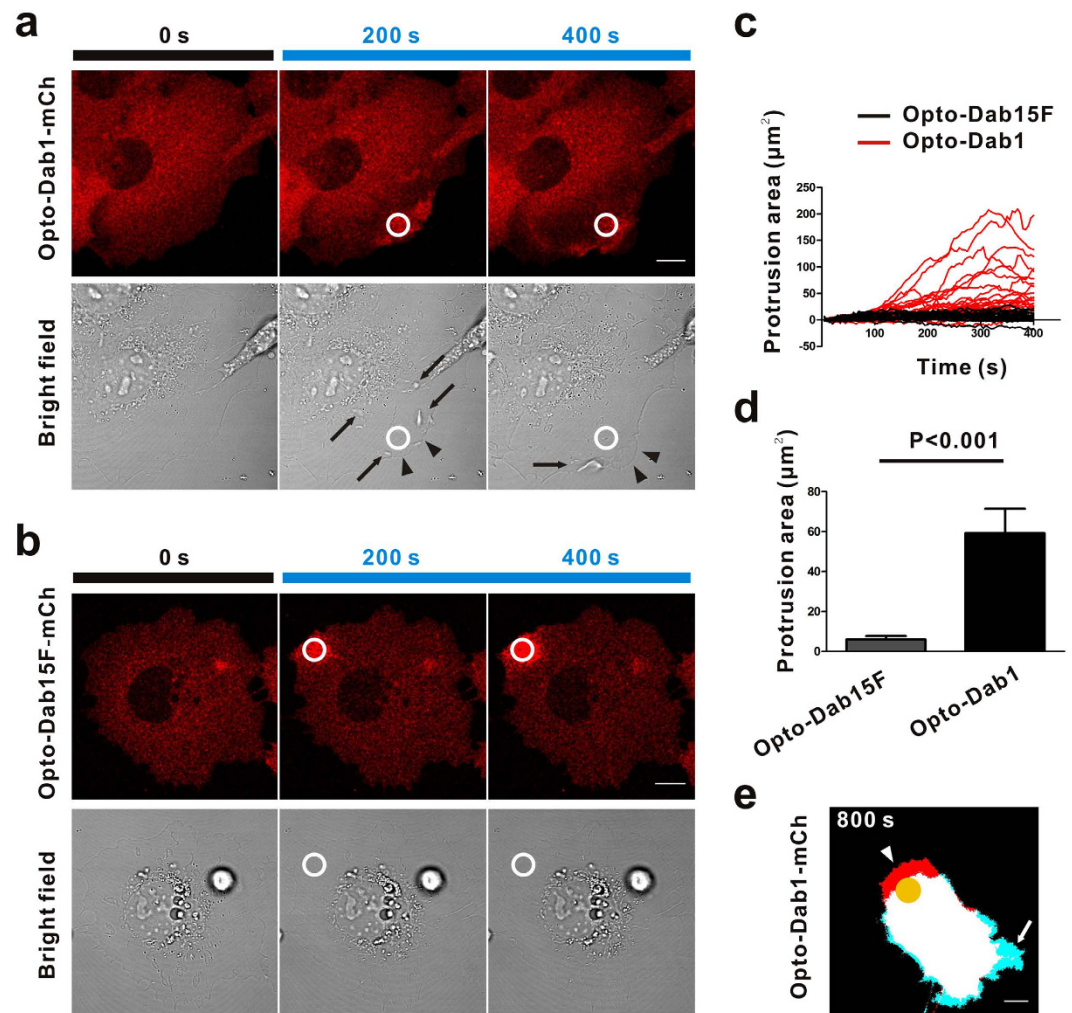 a
0 s
200 s
400 s
Opto-Dab1-mCh
Bright field
b
0 s
200 s
400 s
Opto-Dab15F-mCh
Bright field
c
Opto-Dab15F
Opto-Dab1
Protrusion area (µm²)
250
200
150
100
50
0
-50
100
200
300
400
Time (s)
d
P<0.001
Protrusion area (µm²)
80
60
40
20
0
Opto-Dab15F
Opto-Dab1
e
Opto-Dab1-mCh
800 s